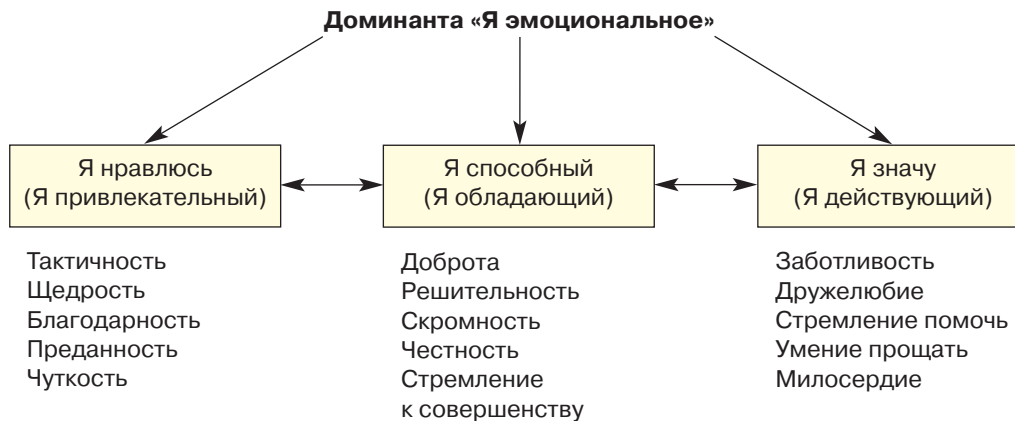 Доминанта «Я эмоциональное»
Я нравлюсь
(Я привлекательный)
Я способный
(Я обладающий)
Я значу
(Я действующий)
Тактичность
Щедрость
Благодарность
Преданность
Чуткость
Доброта
Решительность
Скромность
Честность
Стремление
к совершенству
Заботливость
Дружелюбие
Стремление помочь
Умение прощать
Милосердие